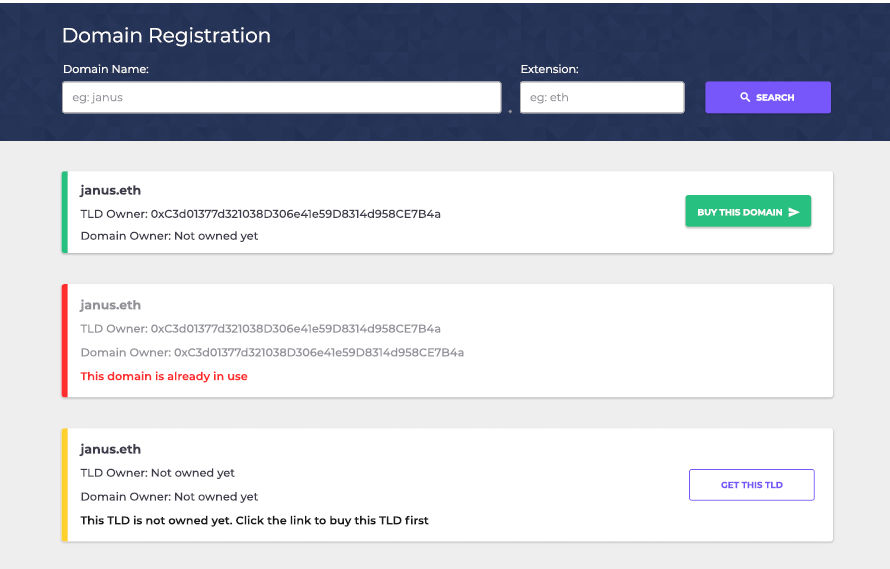 Domain Registration
Domain Name: Extension:
eg: janus . eg: eth SEARCH
janus.eth
TLD Owner: 0xC3d01377d321038D306e41e59D8314d958CE7B4a
BUY THIS DOMAIN
Domain Owner: Not owned yet
janus.eth
TLD Owner: 0xC3d01377d321038D306e41e59D8314d958CE7B4a
Domain Owner: 0xC3d01377d321038D306e41e59D8314d958CE7B4a
This domain is already in use
janus.eth
TLD Owner: Not owned yet
GET THIS TLD
Domain Owner: Not owned yet
This TLD is not owned yet. Click the link to buy this TLD first